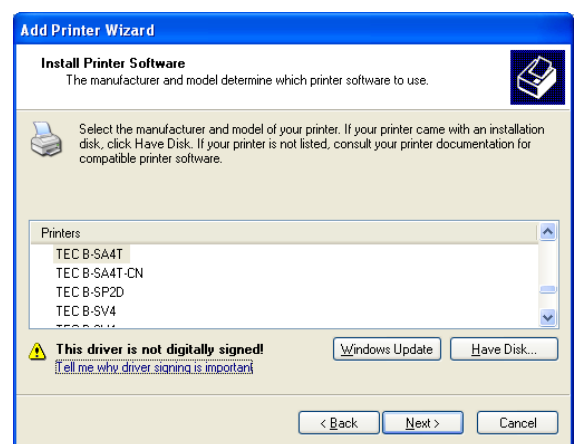 Add Printer Wizard
Install Printer Software
The manufacturer and model determine which printer software to use.
Select the manufacturer and model of your printer. If your printer came with an installation
disk, click Have Disk. If your printer is not listed, consult your printer documentation for
compatible printer software.
Printers
TEC B-SA4T
TEC B-SA4T-CN
TEC B-SP2D
TEC B-SV4
This driver is not digitally signed!
Windows Update
Have Disk...
Tell me why driver signing is important
< Back
Next >
Cancel